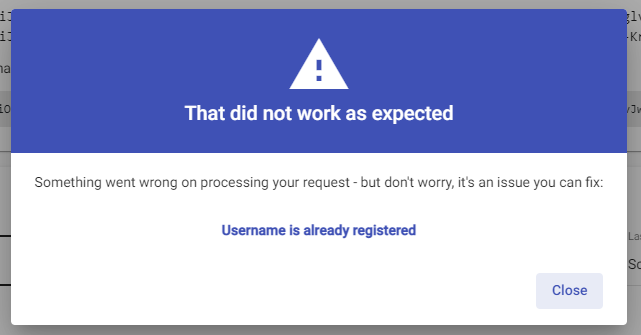 That did not work as expected
Something went wrong on processing your request - but don't worry, it's an issue you can fix:
Username is already registered
Close